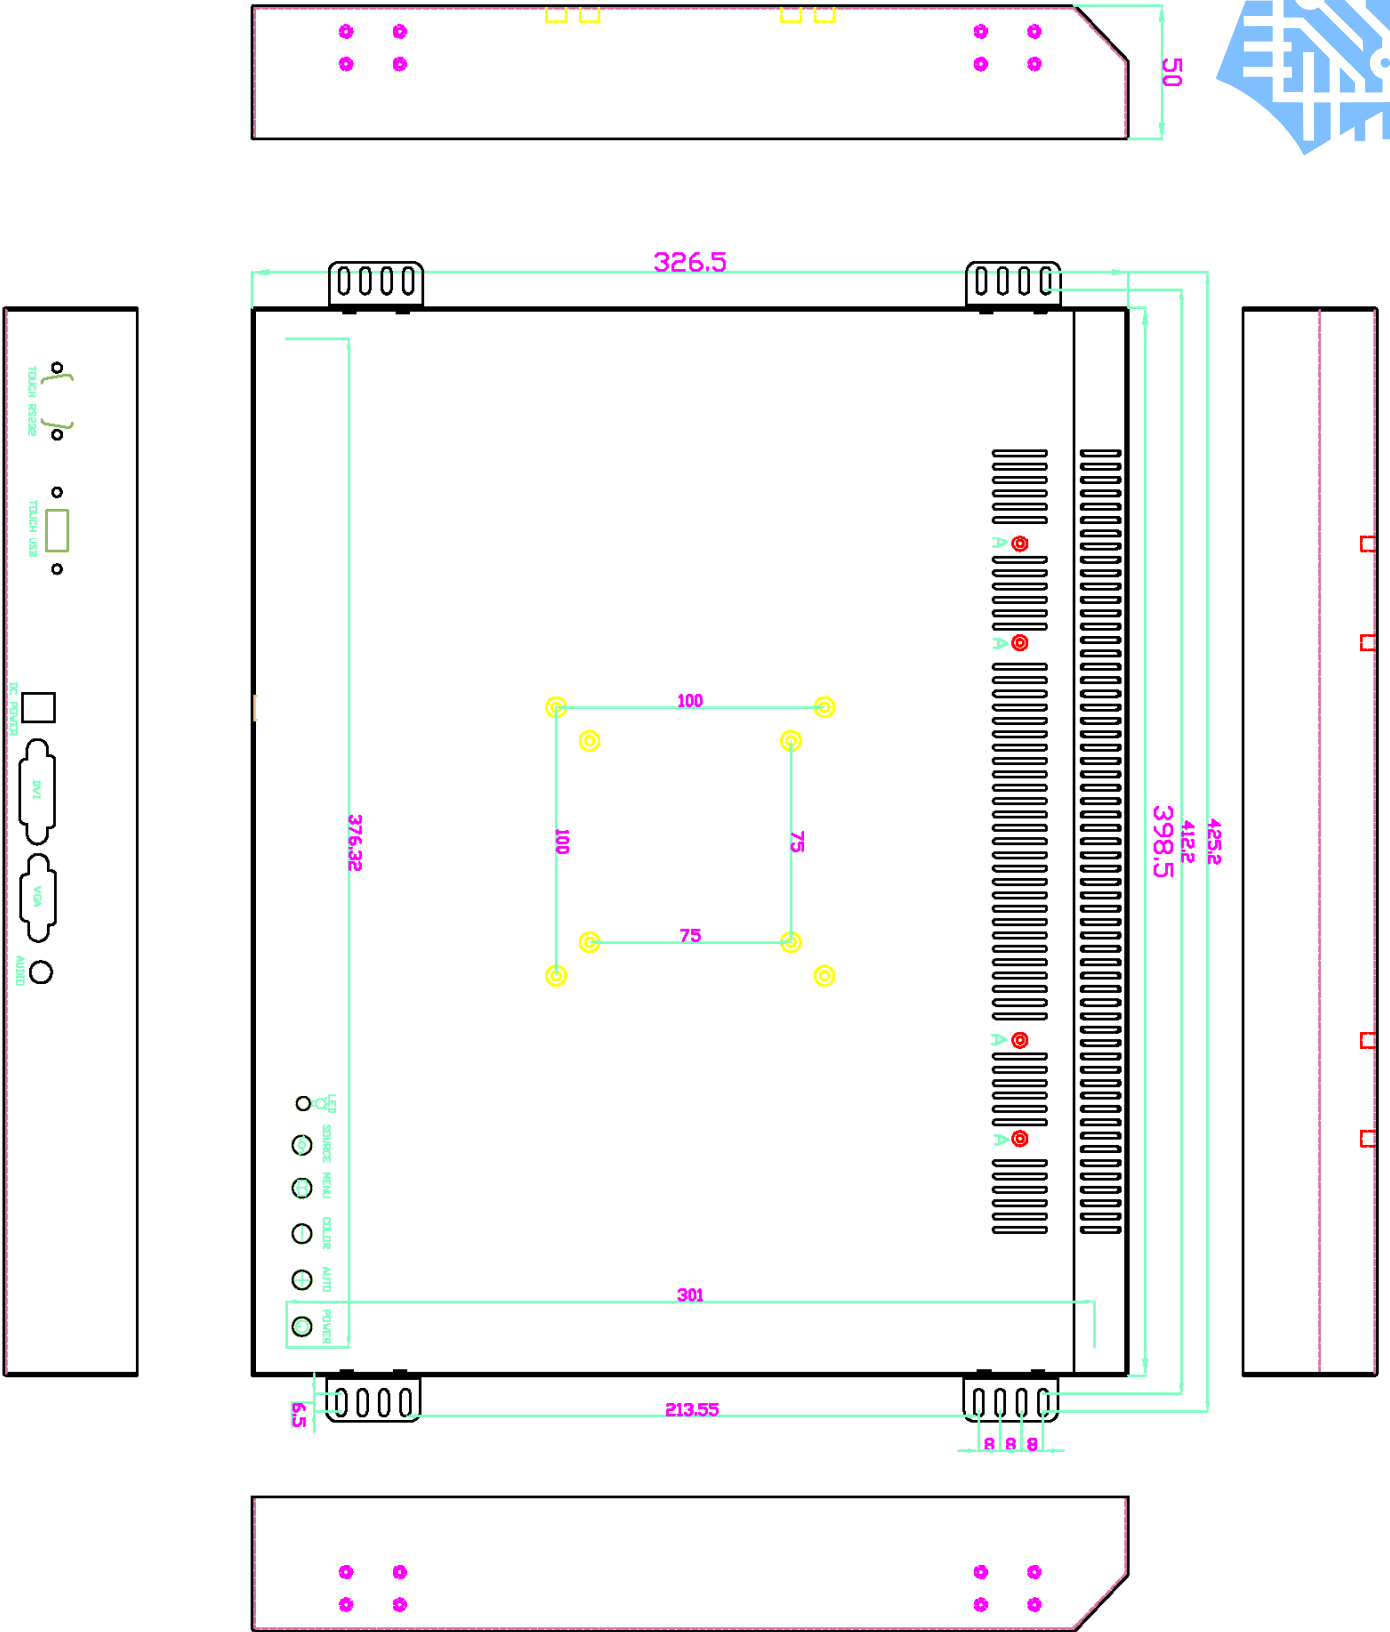 50
326.5
TOUCH RS232
TOUCH USB
A
A
DC POWER
100
DVI
376.32
100
75
398.5
412.2
425.2
VGA
75
AUDIO
A
LED
SOURCE
A
MENU
COLOR
AUTO
301
POWER
6.5
213.55
8
8
8